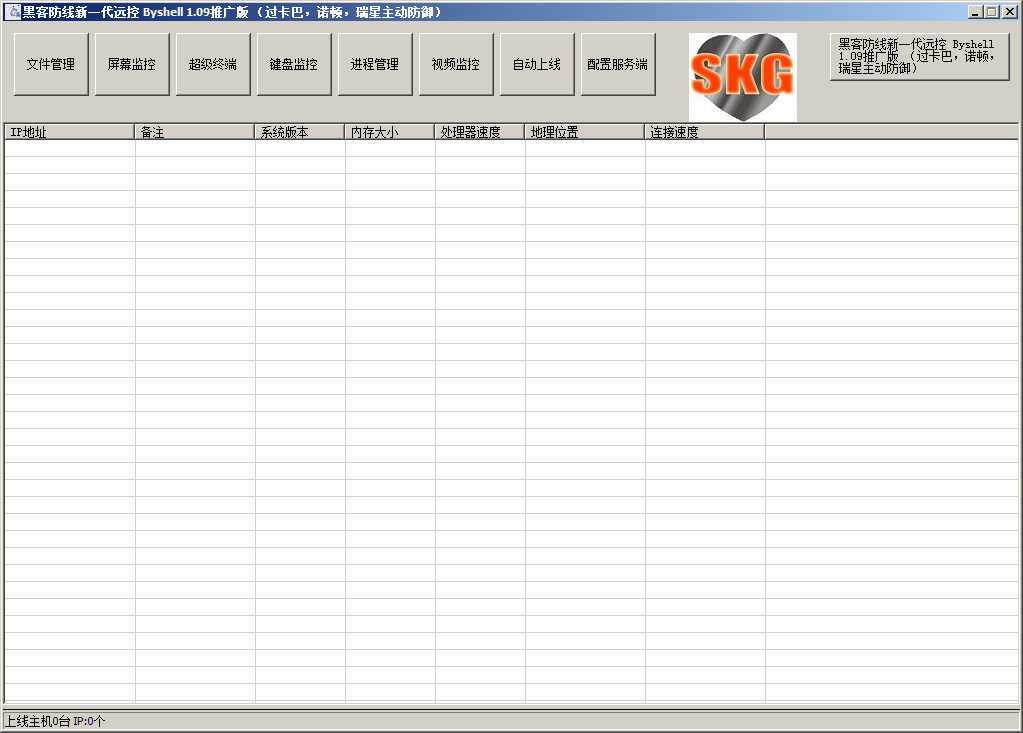 黑客防线新一代远控 Byshell 1.09推广版 （过卡巴，诺顿，瑞星主动防御）
文件管理
屏幕监控
超级终端
键盘监控
进程管理
视频监控
自动上线
配置服务端
SKG
黑客防线新一代远控 Byshell
1.09推广版 （过卡巴，诺顿，
瑞星主动防御）
IP地址
备注
系统版本
内存大小
处理器速度
地理位置
连接速度
上线主机0台 IP:0个